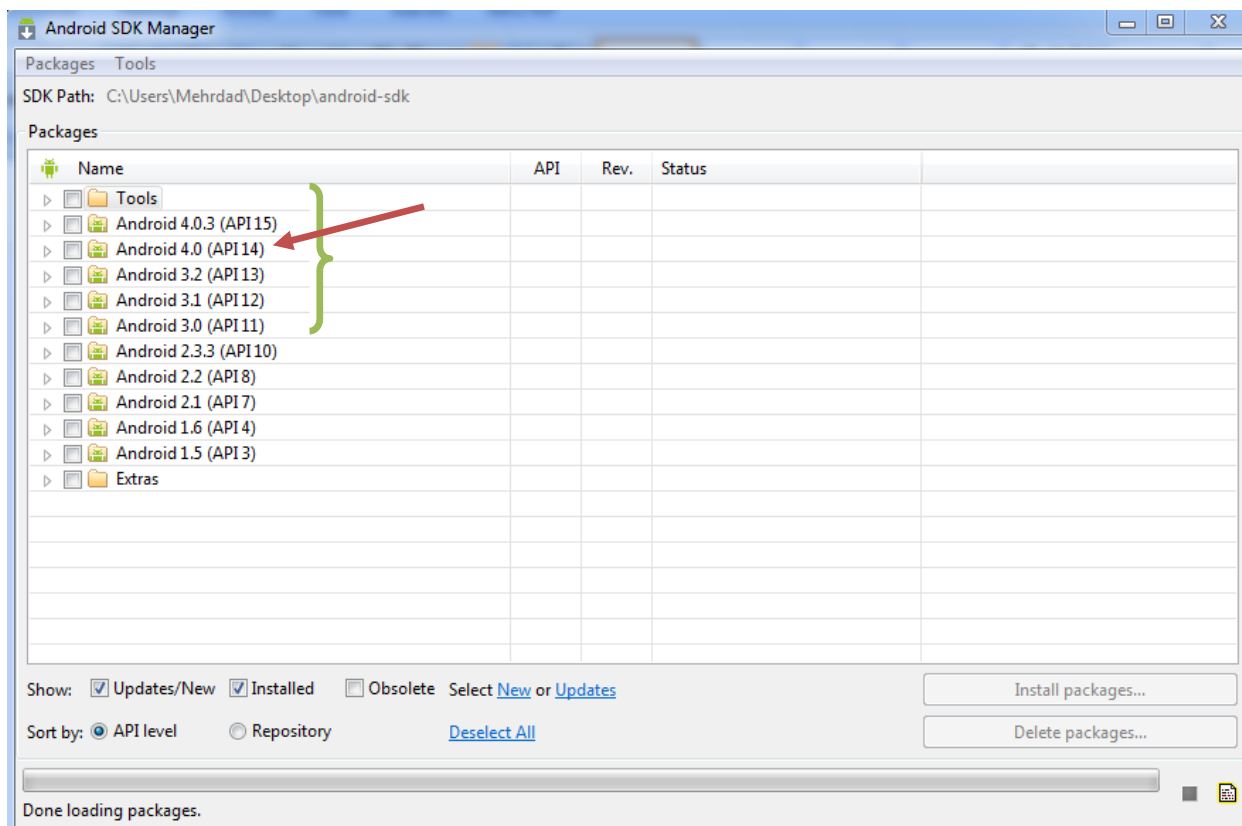 Android SDK Manager
Packages Tools
SDK Path: C:\Users\Mehrdad\Desktop\android-sdk
Packages
Name API Rev. Status
Tools
Android 4.0.3 (API 15)
Android 4.0 (API 14)
Android 3.2 (API 13)
Android 3.1 (API 12)
Android 3.0 (API 11)
Android 2.3.3 (API 10)
Android 2.2 (API 8)
Android 2.1 (API 7)
Android 1.6 (API 4)
Android 1.5 (API 3)
Extras
Show: Updates/New Installed Obsolete Select New or Updates Install packages...
Sort by: API level Repository Deselect All Delete packages...
Done loading packages.